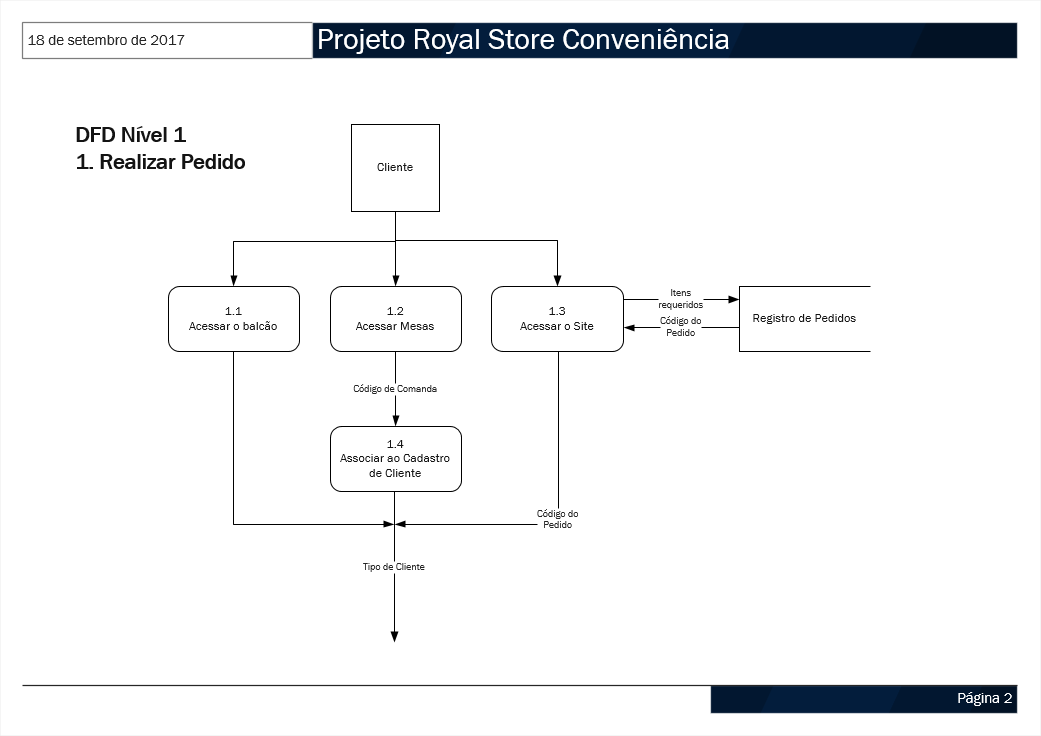 18 de setembro de 2017
Projeto Royal Store Conveniência
DFD Nível 1
1. Realizar Pedido
Cliente
1.1
Acessar o balcão
1.2
Acessar Mesas
1.3
Acessar o Site
Itens
requeridos
Código do
Pedido
Registro de Pedidos
Código de Comanda
1.4
Associar ao Cadastro
de Cliente
Código do
Pedido
Tipo de Cliente
Página 2